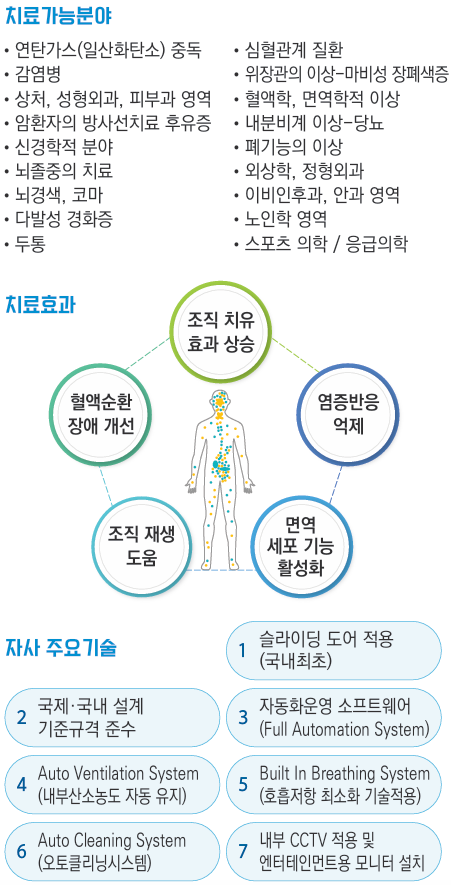 치료가능분야
• 연탄가스(일산화탄소) 중독
• 감염병
• 상처, 성형외과, 피부과 영역
• 암환자의 방사선치료 후유증
• 신경학적 분야
• 뇌졸중의 치료
• 뇌경색, 코마
• 다발성 경화증
• 두통
• 심혈관계 질환
• 위장관의 이상-마비성 장폐색증
• 혈액학, 면역학적 이상
• 내분비계 이상-당뇨
• 폐기능의 이상
• 외상학, 정형외과
• 이비인후과, 안과 영역
• 노인학 영역
• 스포츠 의학 / 응급의학
치료효과
조직 치유
효과 상승
혈액순환
장애 개선
염증반응
억제
조직 재생
도움
면역
세포 기능
활성화
자사 주요기술
1 슬라이딩 도어 적용
(국내최초)
2 국제·국내 설계
기준규격 준수
3 자동화운영 소프트웨어
(Full Automation System)
4 Auto Ventilation System
(내부산소농도 자동 유지)
5 Built In Breathing System
(호흡저항 최소화 기술적용)
6 Auto Cleaning System
(오토클리닝시스템)
7 내부 CCTV 적용 및
엔터테인먼트용 모니터 설치